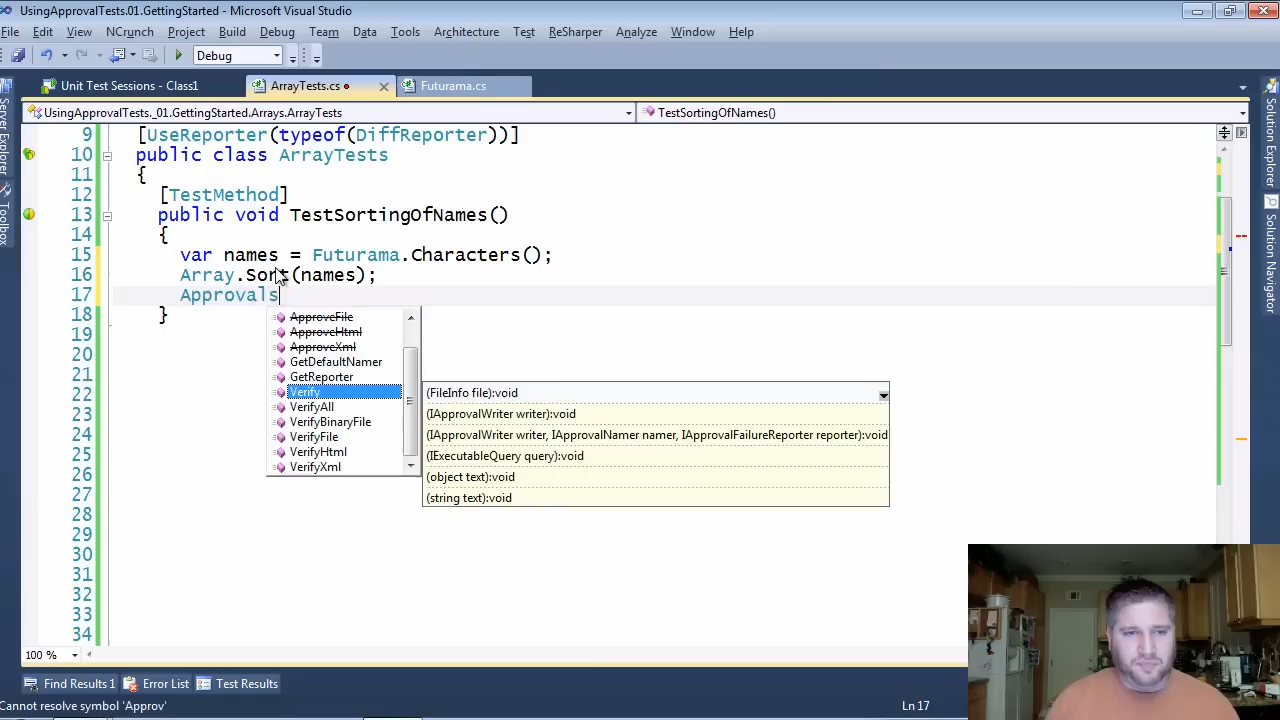 UsingApprovalTests.01.GettingStarted - Microsoft Visual Studio
File Edit View NCrunch Project Build Debug Team Data Tools Architecture Test ReSharper Analyze Window Help
Debug
Unit Test Sessions - Class1 ArrayTests.cs Futurama.cs
UsingApprovalTests._01.GettingStarted.Arrays.ArrayTests TestSortingOfNames()
Server Explorer
Toolbox
Solution Explorer
Notification Manager
9 [UseReporter(typeof(DiffReporter))]
10 public class ArrayTests
11 {
12 [TestMethod]
13 public void TestSortingOfNames()
14 {
15 var names = Futurama.Characters();
16 Array.Sort(names);
17 Approvals
18 }
19
20
21
22
23
24
25
26
27
28
29
30
31
32
33
34
ApproveFile
ApproveHtml
ApproveXml
GetDefaultNamer
GetReporter
Verify
VerifyAll
VerifyBinaryFile
VerifyFile
VerifyHtml
VerifyXml
(FileInfo file):void
(IApprovalWriter writer):void
(IApprovalWriter writer, IApprovalNamer namer, IApprovalFailureReporter reporter):void
(IExecutableQuery query):void
(object text):void
(string text):void
100 %
Find Results 1 Error List Test Results
Cannot resolve symbol 'Approv' Ln 17